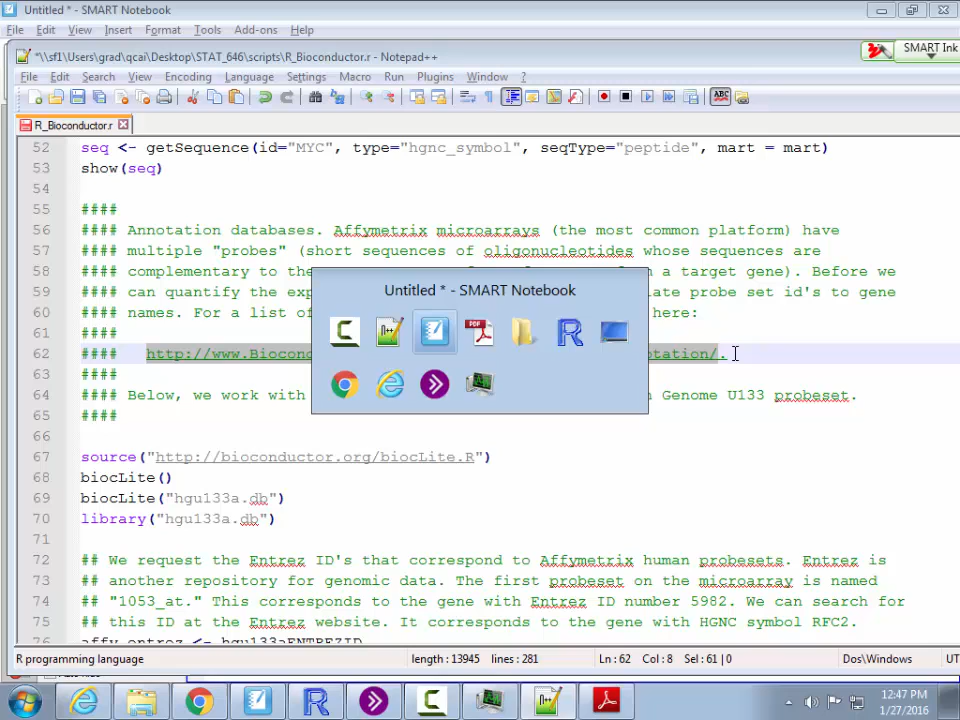 Untitled * - SMART Notebook
File Edit View Insert Format Tools Add-ons Help
*\\sf1\Users\grad\qcai\Desktop\STAT_646\scripts\R_Bioconductor.r - Notepad++
SMART Ink
File Edit Search View Encoding Language Settings Macro Run Plugins Window ?
R_Bioconductor.r
52 seq <- getSequence(id="MYC", type="hgnc_symbol", seqType="peptide", mart = mart)
53 show(seq)
54
55 ####
56 #### Annotation databases. Affymetrix microarrays (the most common platform) have
57 #### multiple "probes" (short sequences of oligonucleotides whose sequences are
58 #### complementary to the n a target gene). Before we
59 #### can quantify the exp late probe set id's to gene
60 #### names. For a list of here:
61 ####
62 #### http://www.Biocond otation/.
63 ####
64 #### Below, we work with Genome U133 probeset.
65 ####
66
67 source("http://bioconductor.org/biocLite.R")
68 biocLite()
69 biocLite("hgu133a.db")
70 library("hgu133a.db")
71
72 ## We request the Entrez ID's that correspond to Affymetrix human probesets. Entrez is
73 ## another repository for genomic data. The first probeset on the microarray is named
74 ## "1053_at." This corresponds to the gene with Entrez ID number 5982. We can search for
75 ## this ID at the Entrez website. It corresponds to the gene with HGNC symbol RFC2.
76 affy_entrez <- hgu133aENTREZID
Untitled * - SMART Notebook
R programming language length : 13945 lines : 281 Ln : 62 Col : 8 Sel : 61 | 0 Dos\Windows UT
12:47 PM
1/27/2016